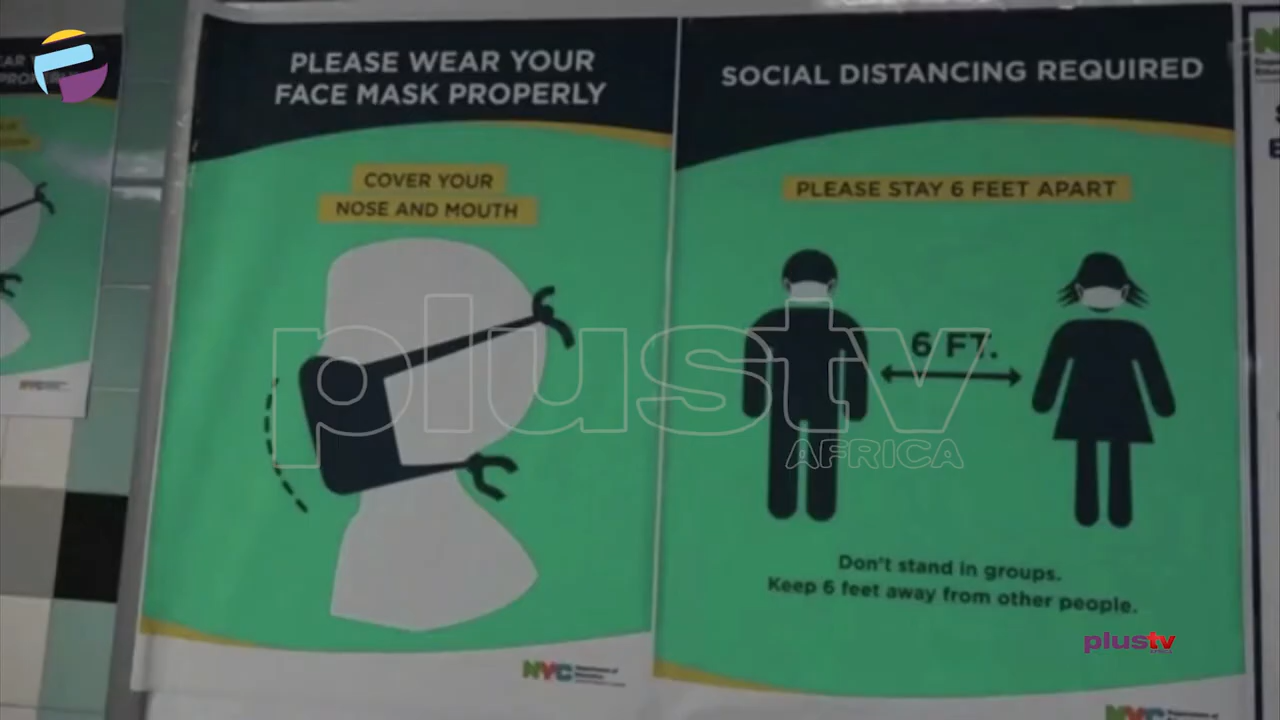 PLEASE WEAR YOUR
FACE MASK PROPERLY
COVER YOUR
NOSE AND MOUTH
NYC
SOCIAL DISTANCING REQUIRED
PLEASE STAY 6 FEET APART
6 FT.
Don't stand in groups.
Keep 6 feet away from other people.
NYC
plustv
AFRICA
plustv